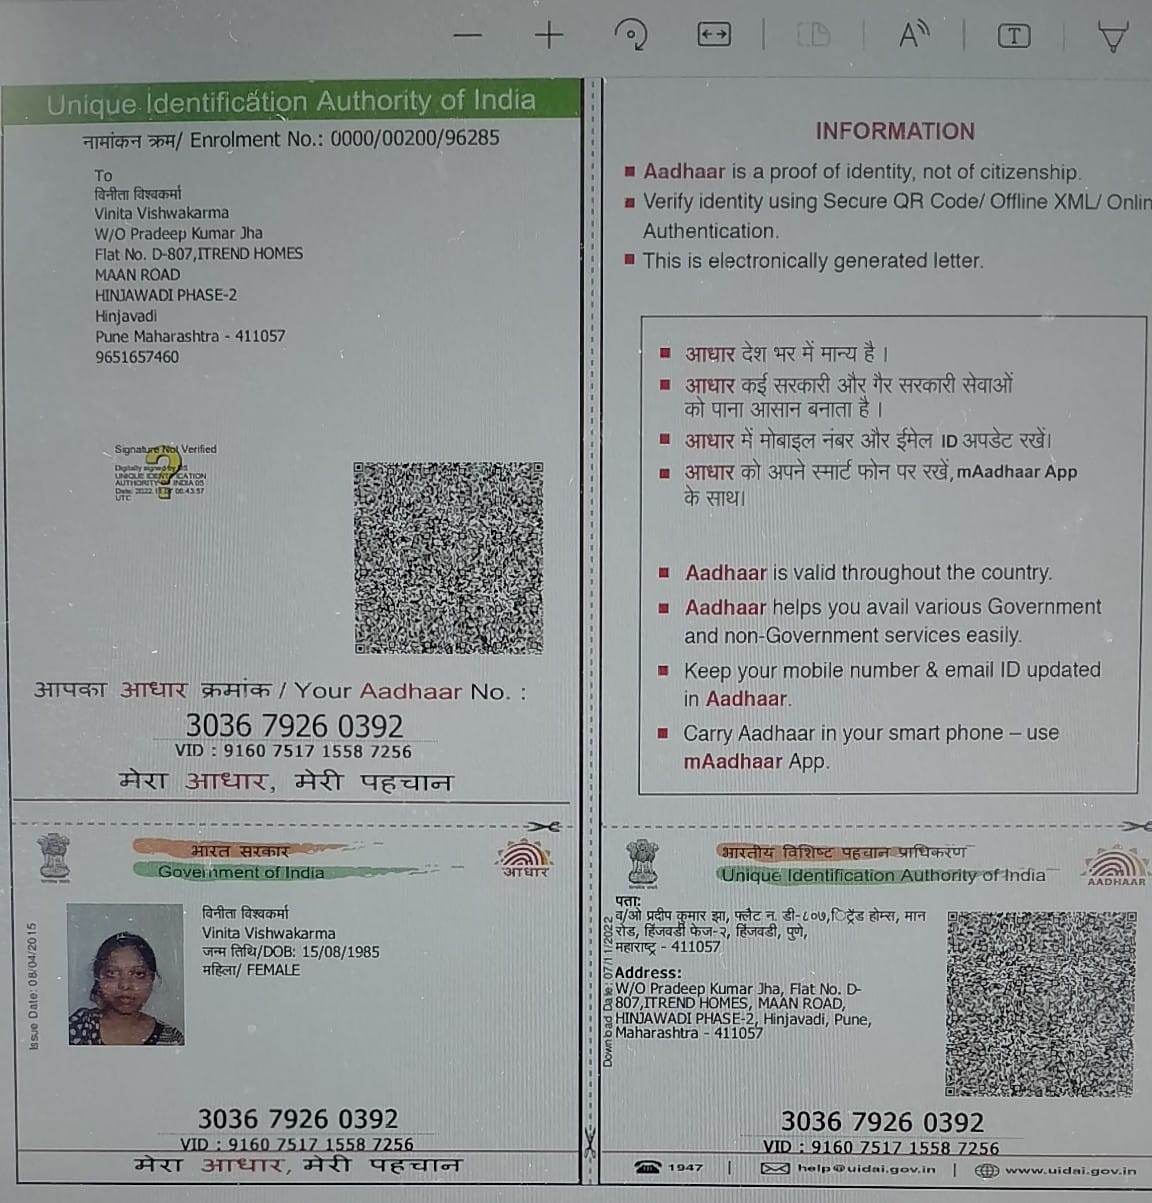 Unique Identification Authority of India
नामांकन क्रम/ Enrolment No.: 0000/00200/96285
To
विनीता विश्वकर्मा
Vinita Vishwakarma
W/O Pradeep Kumar Jha
Flat No. D-807,ITREND HOMES
MAAN ROAD
HINJAWADI PHASE-2
Hinjavadi
Pune Maharashtra - 411057
9651657460
Signature Not Verified
Digitally signed by
UNIQUE IDENTIFICATION
AUTHORITY INDIA 05
Date: 2022 06:43:57
UTC
आपका आधार क्रमांक / Your Aadhaar No. :
3036 7926 0392
VID : 9160 7517 1558 7256
मेरा आधार, मेरी पहचान
INFORMATION
■ Aadhaar is a proof of identity, not of citizenship.
■ Verify identity using Secure QR Code/ Offline XML/ Onlin
Authentication.
■ This is electronically generated letter.
■ आधार देश भर में मान्य है ।
■ आधार कई सरकारी और गैर सरकारी सेवाओं
को पाना आसान बनाता है ।
■ आधार में मोबाइल नंबर और ईमेल ID अपडेट रखें।
■ आधार को अपने स्मार्ट फोन पर रखें, mAadhaar App
के साथ।
■ Aadhaar is valid throughout the country.
■ Aadhaar helps you avail various Government
and non-Government services easily.
■ Keep your mobile number & email ID updated
in Aadhaar.
■ Carry Aadhaar in your smart phone – use
mAadhaar App.
भारत सरकार
Government of India
आधार
Issue Date: 08/04/2015
विनीता विश्वकर्मा
Vinita Vishwakarma
जन्म तिथि/DOB: 15/08/1985
महिला/ FEMALE
3036 7926 0392
VID : 9160 7517 1558 7256
मेरा आधार, मेरी पहचान
भारतीय विशिष्ट पहचान प्राधिकरण
Unique Identification Authority of India
AADHAAR
Download Date: 07/11/2022
पता:
व/ओ प्रदीप कुमार झा, फ्लैट न. डी-८०७,िट्रेंड होम्स, मान
रोड, हिंजवडी फेज-२, हिंजवडी, पुणे,
महाराष्ट्र - 411057
Address:
W/O Pradeep Kumar Jha, Flat No. D-
807,ITREND HOMES, MAAN ROAD,
HINJAWADI PHASE-2, Hinjavadi, Pune,
Maharashtra - 411057
3036 7926 0392
VID : 9160 7517 1558 7256
1947 | help@uidai.gov.in | www.uidai.gov.in